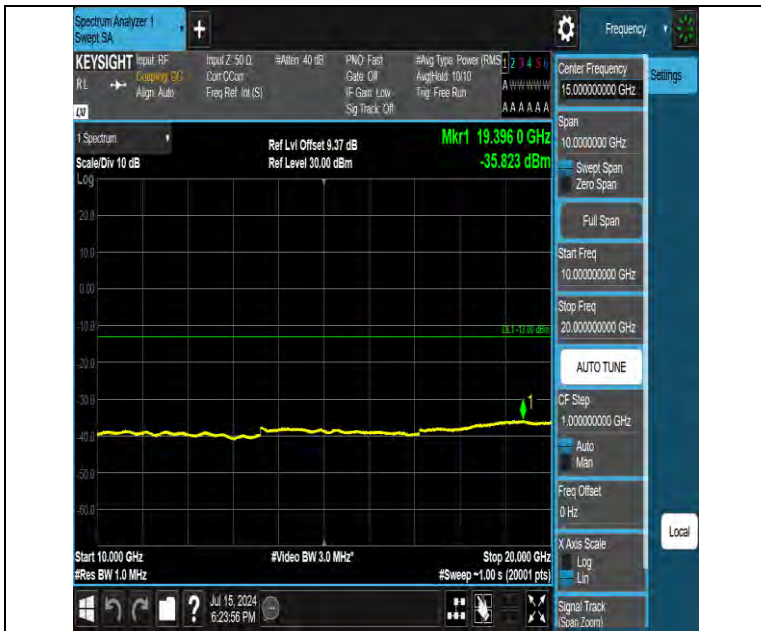 Spectrum Analyzer 1
Swept SA
+
Frequency
KEYSIGHT
RL
Input: RF
Coupling: DC
Align: Auto
Input Z: 50 Ω
Corr CCorr
Freq Ref: Int (S)
#Atten: 40 dB
PNO: Fast
Gate: Off
IF Gain: Low
Sig Track: Off
#Avg Type: Power (RMS
Avg|Hold: 10/10
Trig: Free Run
1 2 3 4 5 6
A W W W W W
A A A A A A
1 Spectrum
Scale/Div 10 dB
Ref Lvl Offset 9.37 dB
Ref Level 30.00 dBm
Mkr1 19.396 0 GHz
-35.823 dBm
Log
20.0
10.0
0.00
-10.0
DL1 -13.00 dBm
-20.0
-30.0
1
-40.0
-50.0
-60.0
Start 10.000 GHz
#Res BW 1.0 MHz
#Video BW 3.0 MHz*
Stop 20.000 GHz
#Sweep ~1.00 s (20001 pts)
Jul 15, 2024
6:23:56 PM
?
Settings
Center Frequency
15.000000000 GHz
Span
10.0000000 GHz
Swept Span
Zero Span
Full Span
Start Freq
10.000000000 GHz
Stop Freq
20.000000000 GHz
AUTO TUNE
CF Step
1.000000000 GHz
Auto
Man
Freq Offset
0 Hz
X Axis Scale
Log
Lin
Signal Track
(Span Zoom)
Local